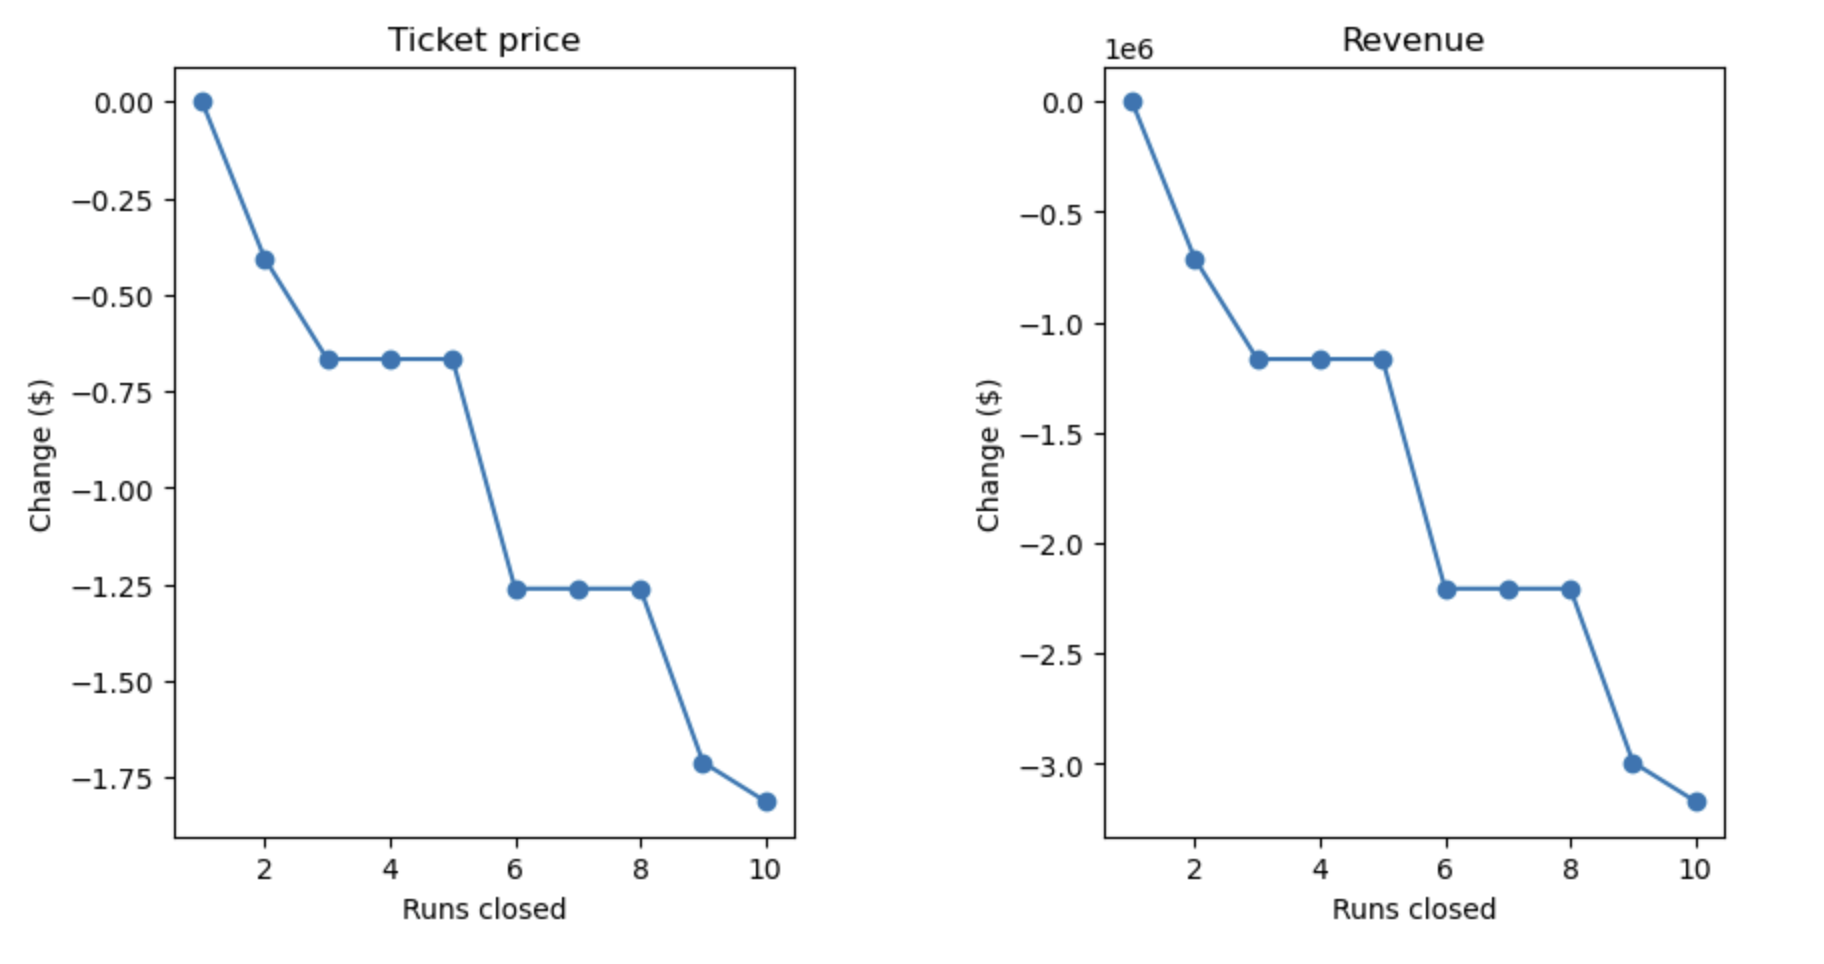 Ticket price
0.00
−0.25
−0.50
−0.75
−1.00
−1.25
−1.50
−1.75
Change ($)
2 4 6 8 10
Runs closed
Revenue
1e6
0.0
−0.5
−1.0
−1.5
−2.0
−2.5
−3.0
Change ($)
2 4 6 8 10
Runs closed